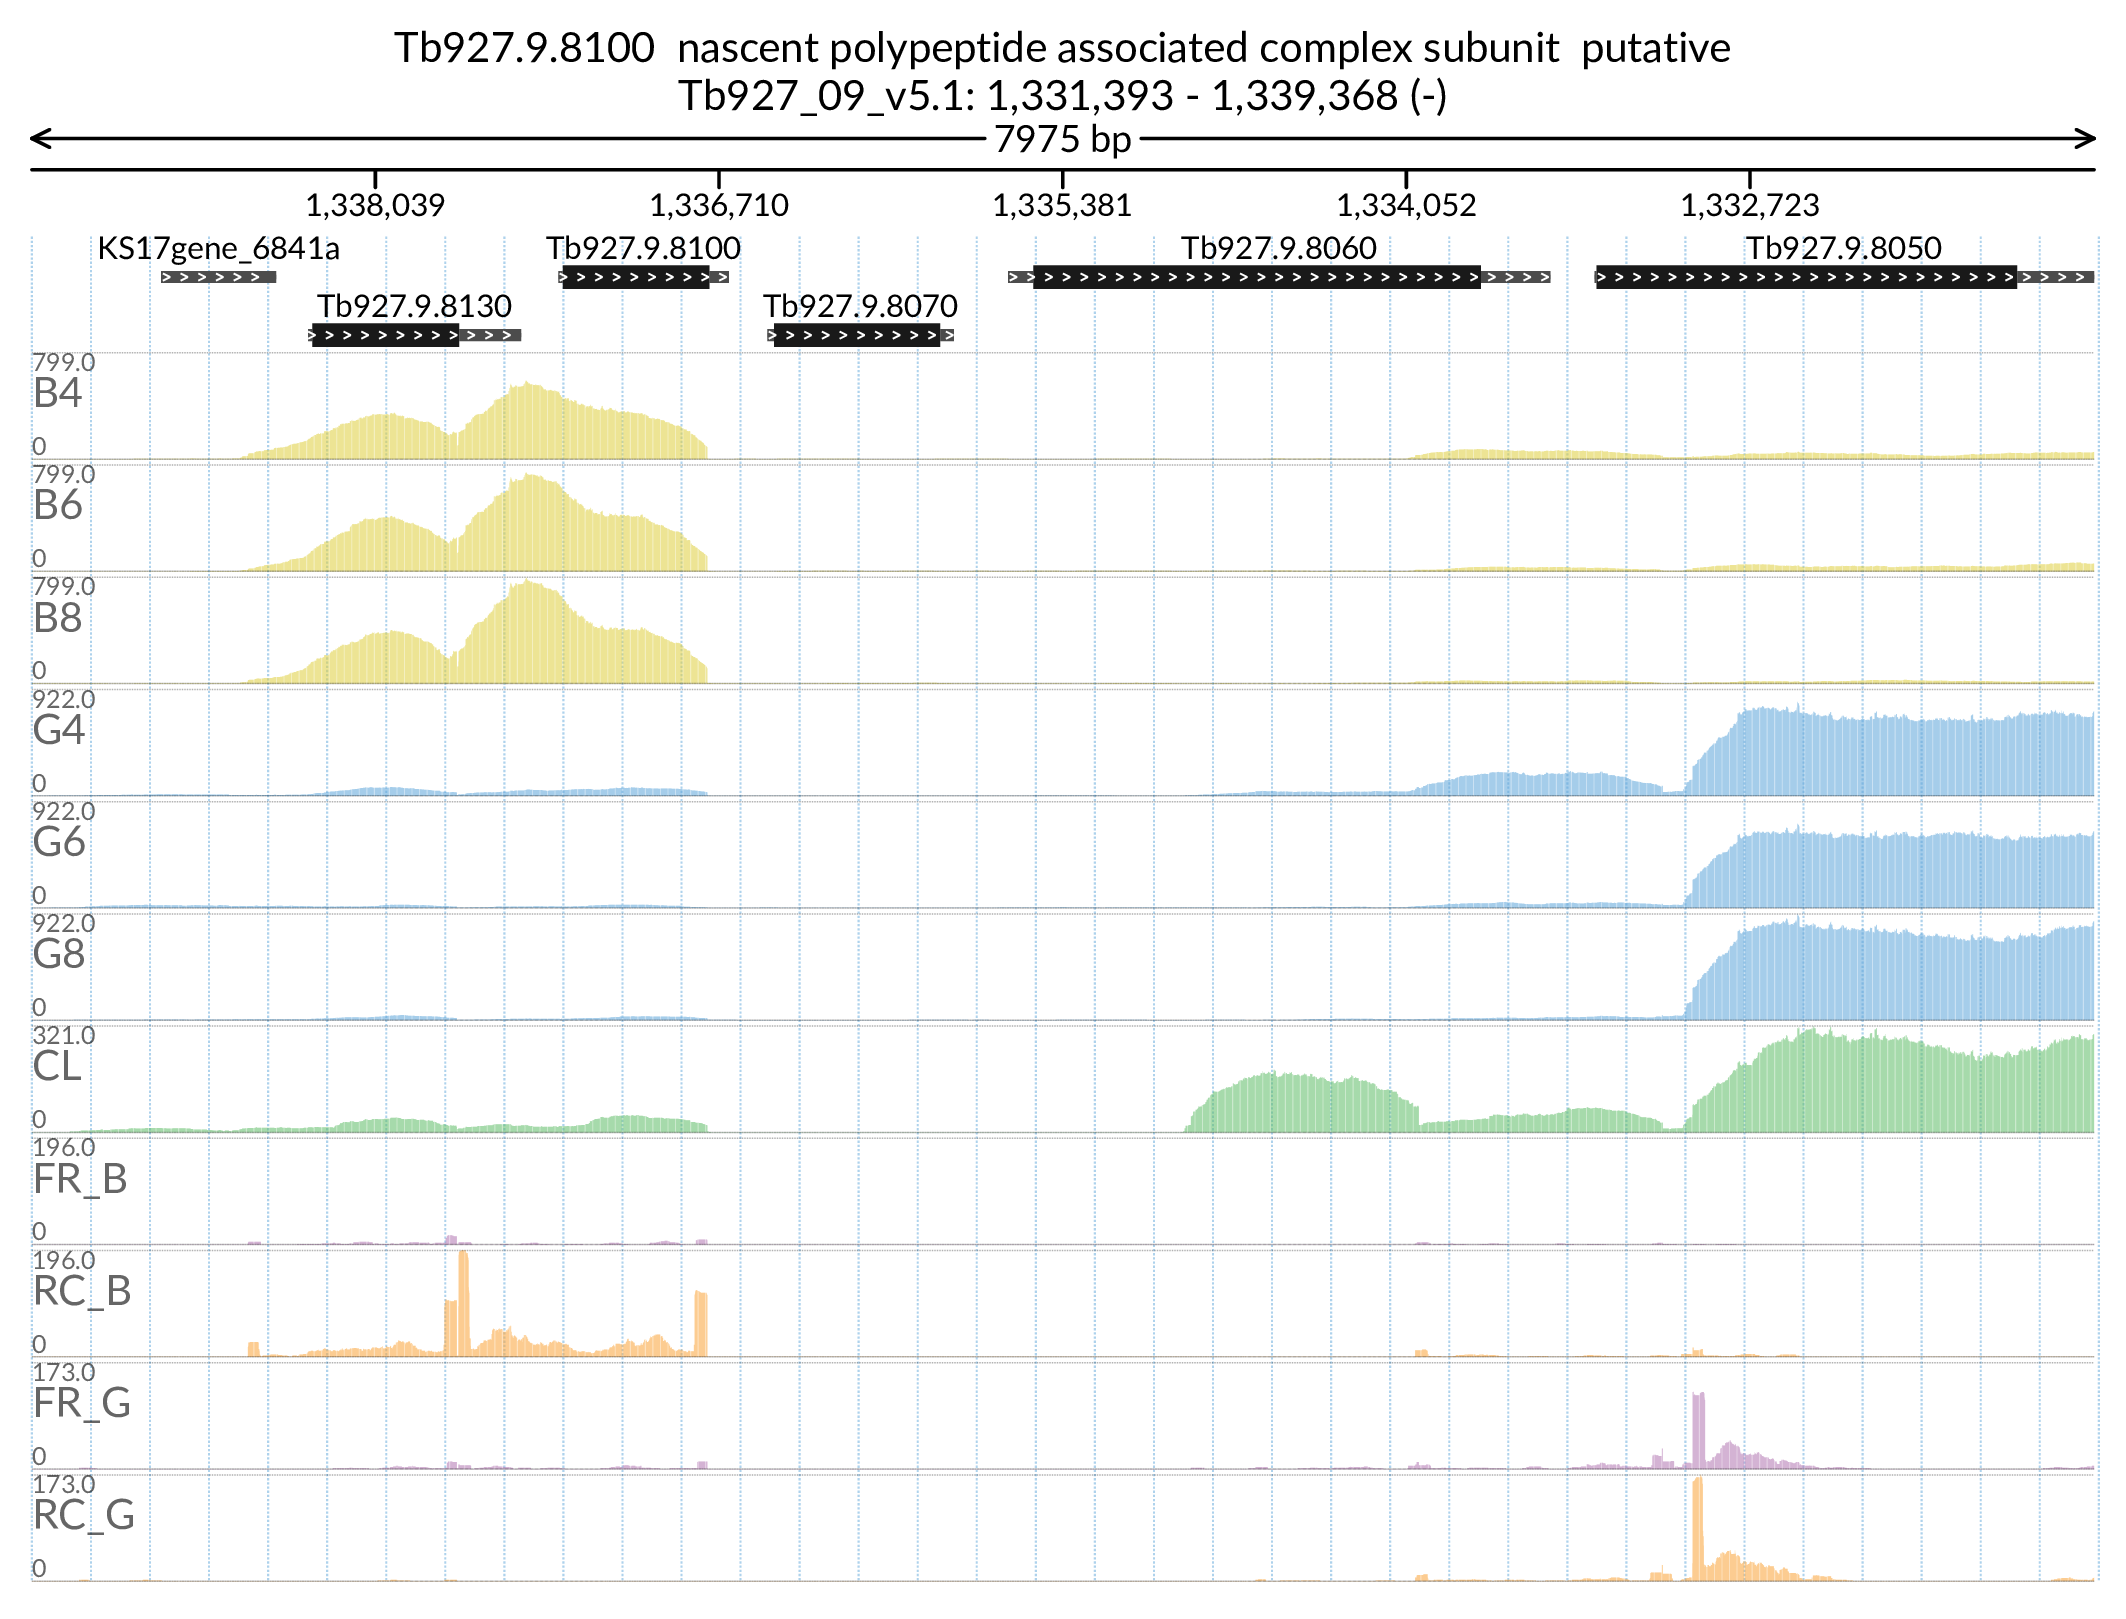 Tb927.9.8100  nascent polypeptide associated complex subunit  putative
Tb927_09_v5.1: 1,331,393 - 1,339,368 (-)
7975 bp
1,338,039 1,336,710 1,335,381 1,334,052 1,332,723
KS17gene_6841a Tb927.9.8100 Tb927.9.8060 Tb927.9.8050
Tb927.9.8130 Tb927.9.8070
799.0
B4
0
799.0
B6
0
799.0
B8
0
922.0
G4
0
922.0
G6
0
922.0
G8
0
321.0
CL
0
196.0
FR_B
0
196.0
RC_B
0
173.0
FR_G
0
173.0
RC_G
0